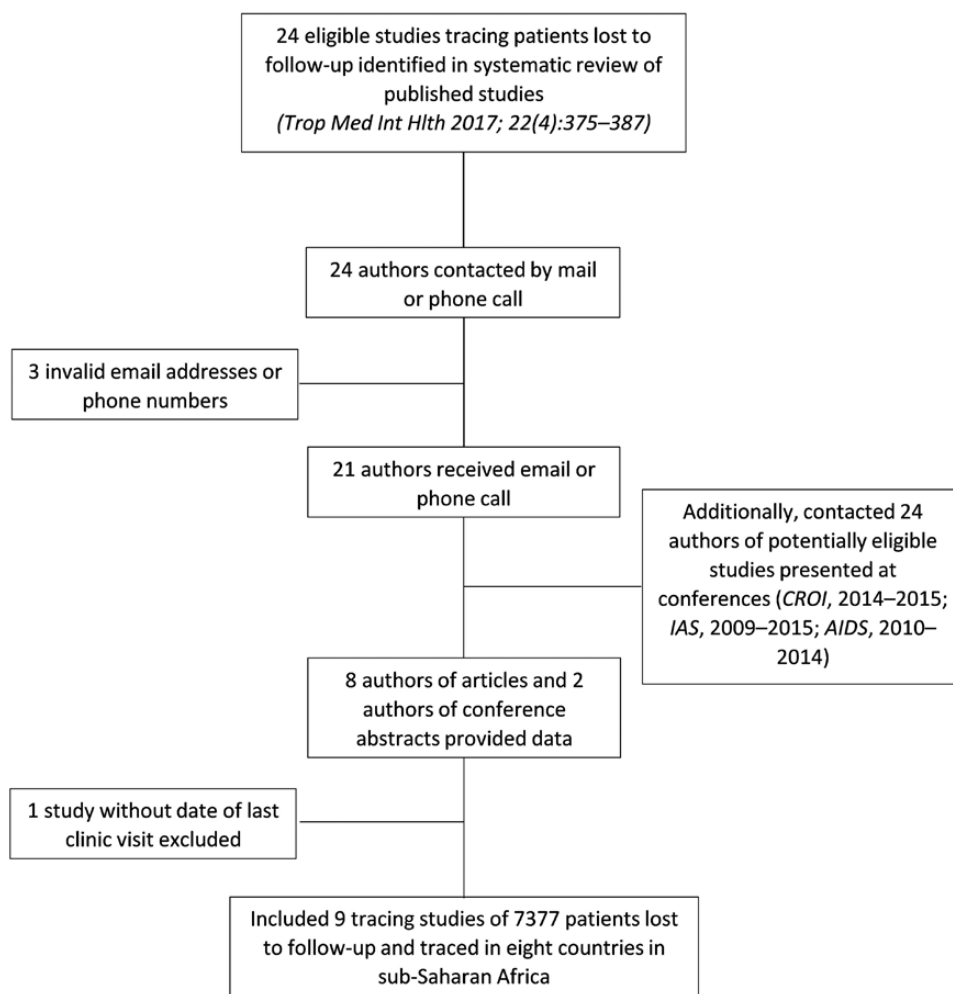 24 eligible studies tracing patients lost to
follow-up identified in systematic review of
published studies
(Trop Med Int Hlth 2017; 22(4):375–387)
24 authors contacted by mail
or phone call
3 invalid email addresses or
phone numbers
21 authors received email or
phone call
Additionally, contacted 24
authors of potentially eligible
studies presented at
conferences (CROI, 2014–2015;
IAS, 2009–2015; AIDS, 2010–
2014)
8 authors of articles and 2
authors of conference
abstracts provided data
1 study without date of last
clinic visit excluded
Included 9 tracing studies of 7377 patients lost
to follow-up and traced in eight countries in
sub-Saharan Africa